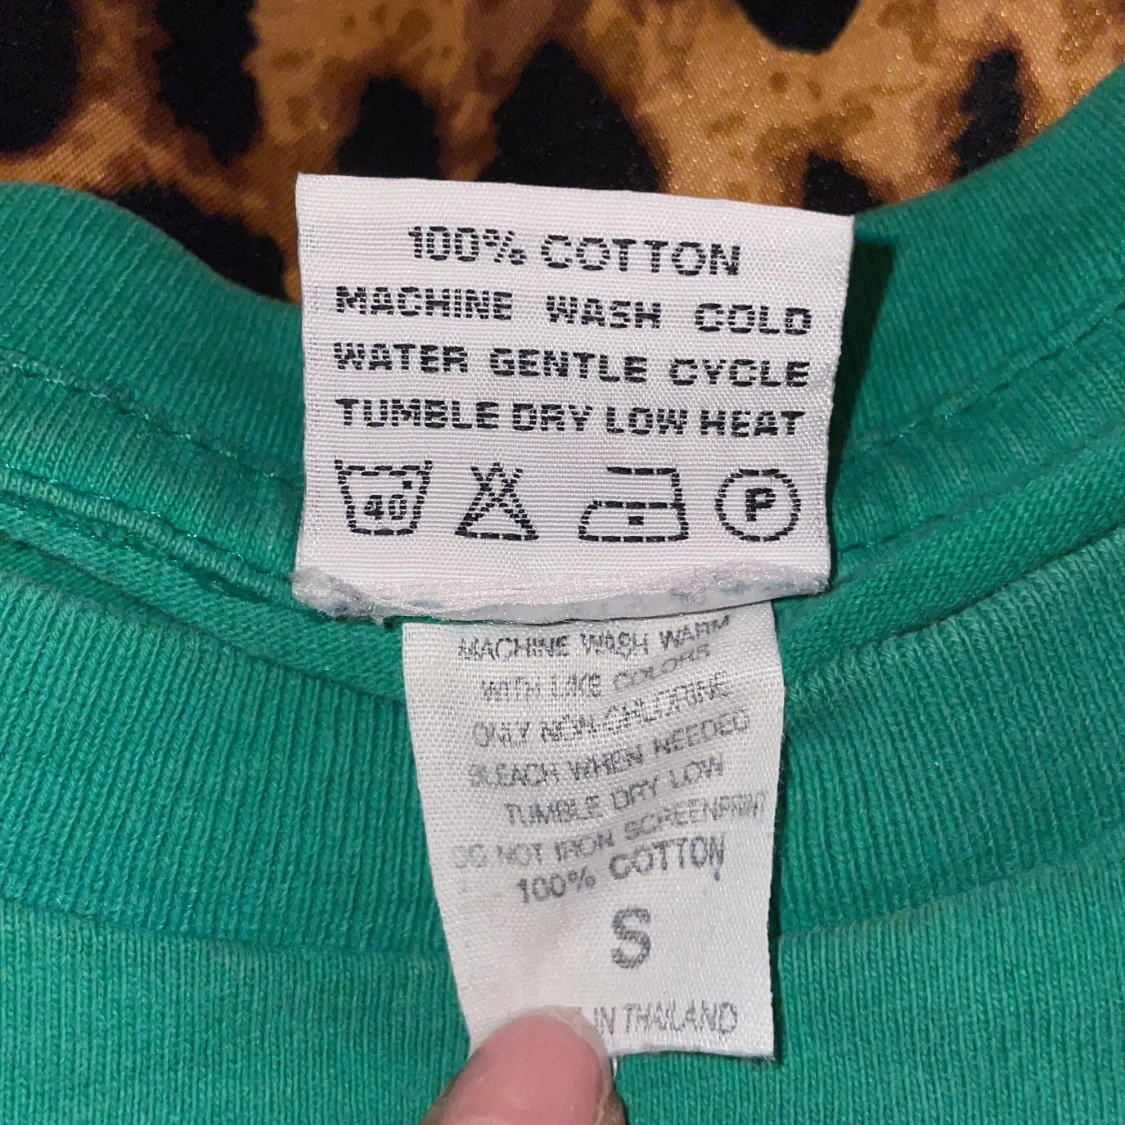 100% COTTON
MACHINE WASH COLD
WATER GENTLE CYCLE
TUMBLE DRY LOW HEAT
40 P
MACHINE WASH WARM
WITH LIKE COLORS
ONLY NON-CHLORINE
BLEACH WHEN NEEDED
TUMBLE DRY LOW
DO NOT IRON SCREENPRINT
100% COTTON
S
IN THAILAND